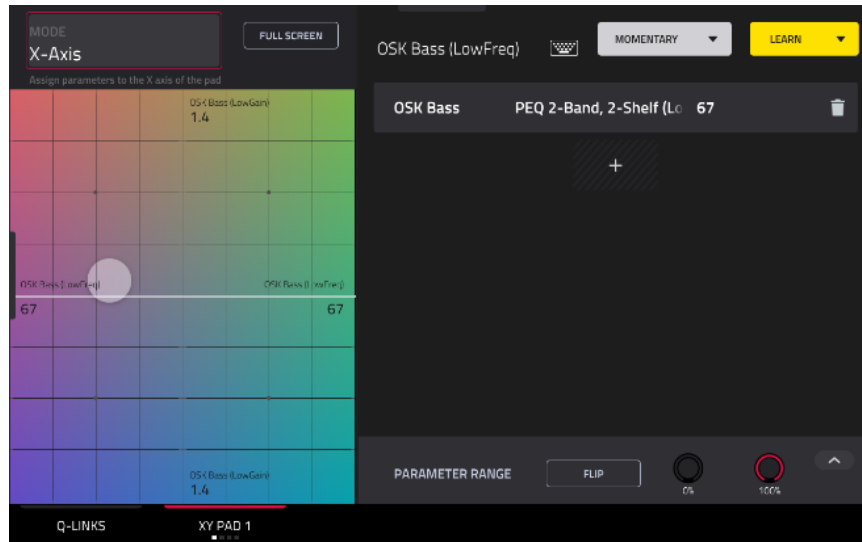 MODE
X-Axis
FULL SCREEN
Assign parameters to the X axis of the pad
OSK Bass (LowGain)
1.4
OSK Bass (LowFreq)
67
OSK Bass (LowFreq)
67
OSK Bass (LowGain)
1.4
OSK Bass (LowFreq)
MOMENTARY
LEARN
OSK Bass
PEQ 2-Band, 2-Shelf (Lo
67
+
PARAMETER RANGE
FLIP
0%
100%
Q-LINKS
XY PAD 1